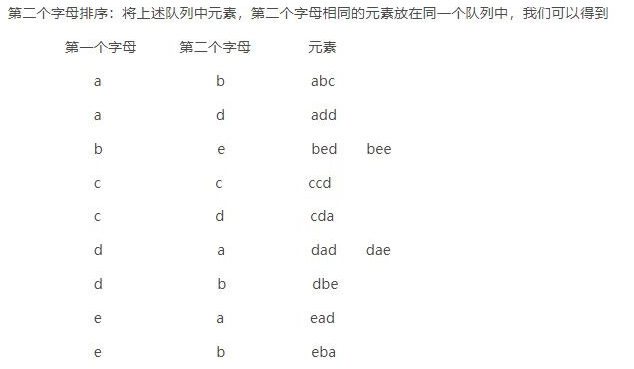 第二个字母排序：将上述队列中元素，第二个字母相同的元素放在同一个队列中，我们可以得到
第一个字母 第二个字母 元素
a b abc
a d add
b e bed bee
c c ccd
c d cda
d a dad dae
d b dbe
e a ead
e b eba